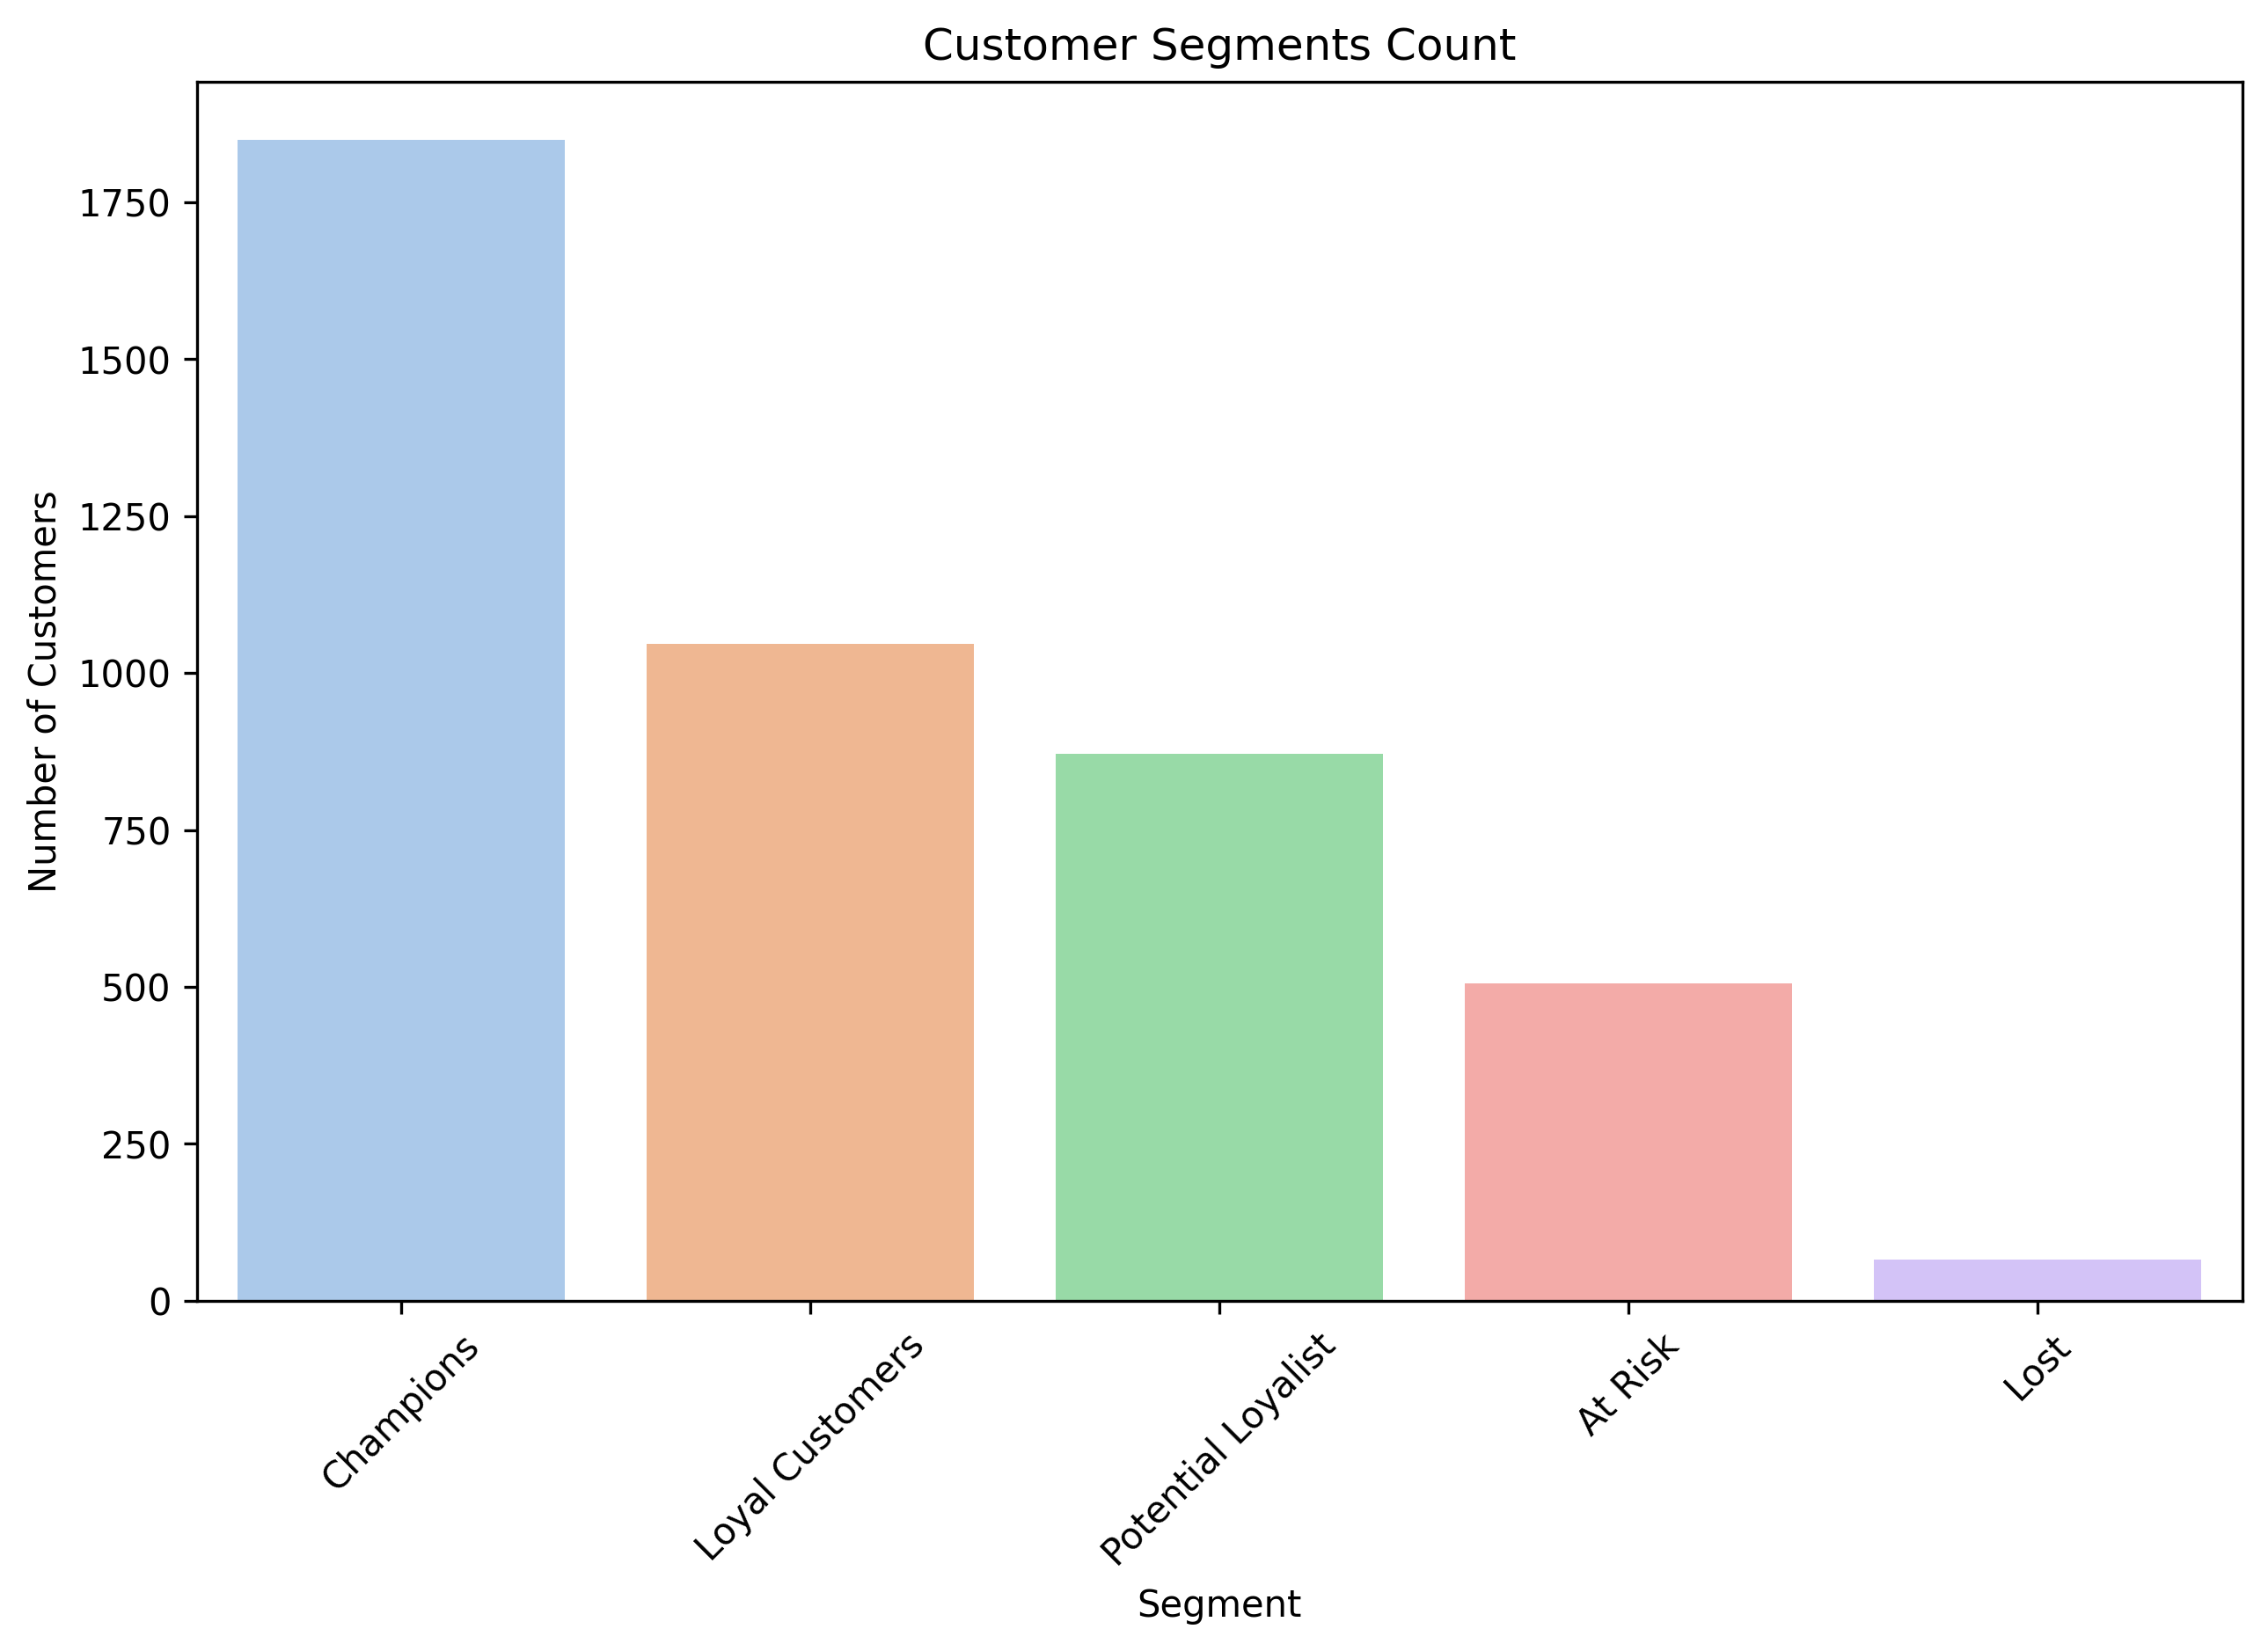 Customer Segments Count
Number of Customers
1750
1500
1250
1000
750
500
250
0
Champions
Loyal Customers
Potential Loyalist
At Risk
Lost
Segment